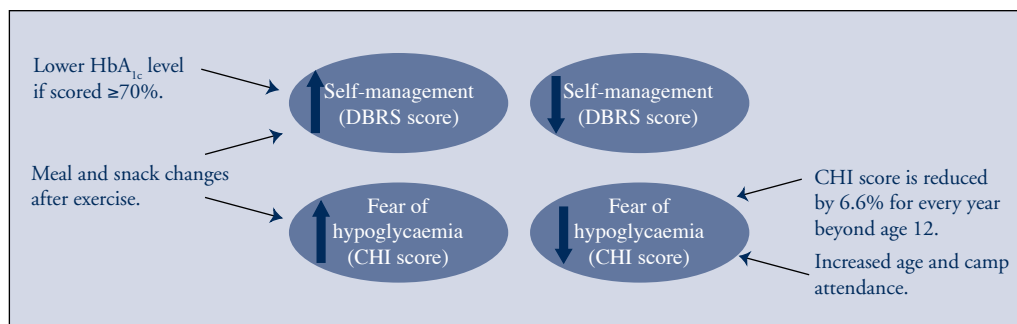 Lower HbA1c level
if scored ≥70%.
Meal and snack changes
after exercise.
Self-management
(DBRS score)
Self-management
(DBRS score)
Fear of
hypoglycaemia
(CHI score)
Fear of
hypoglycaemia
(CHI score)
CHI score is reduced
by 6.6% for every year
beyond age 12.
Increased age and camp
attendance.